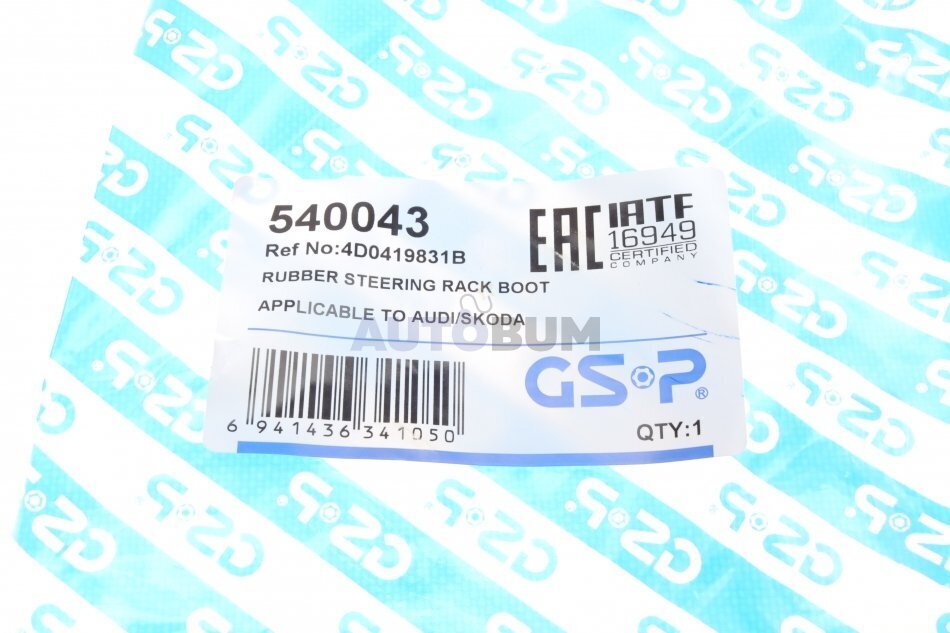 540043
Ref No:4D0419831B
RUBBER STEERING RACK BOOT
APPLICABLE TO AUDI/SKODA
EAC
IATF
16949
CERTIFIED
COMPANY
AUTOBUM
GSP®
6 941436 341050
QTY:1